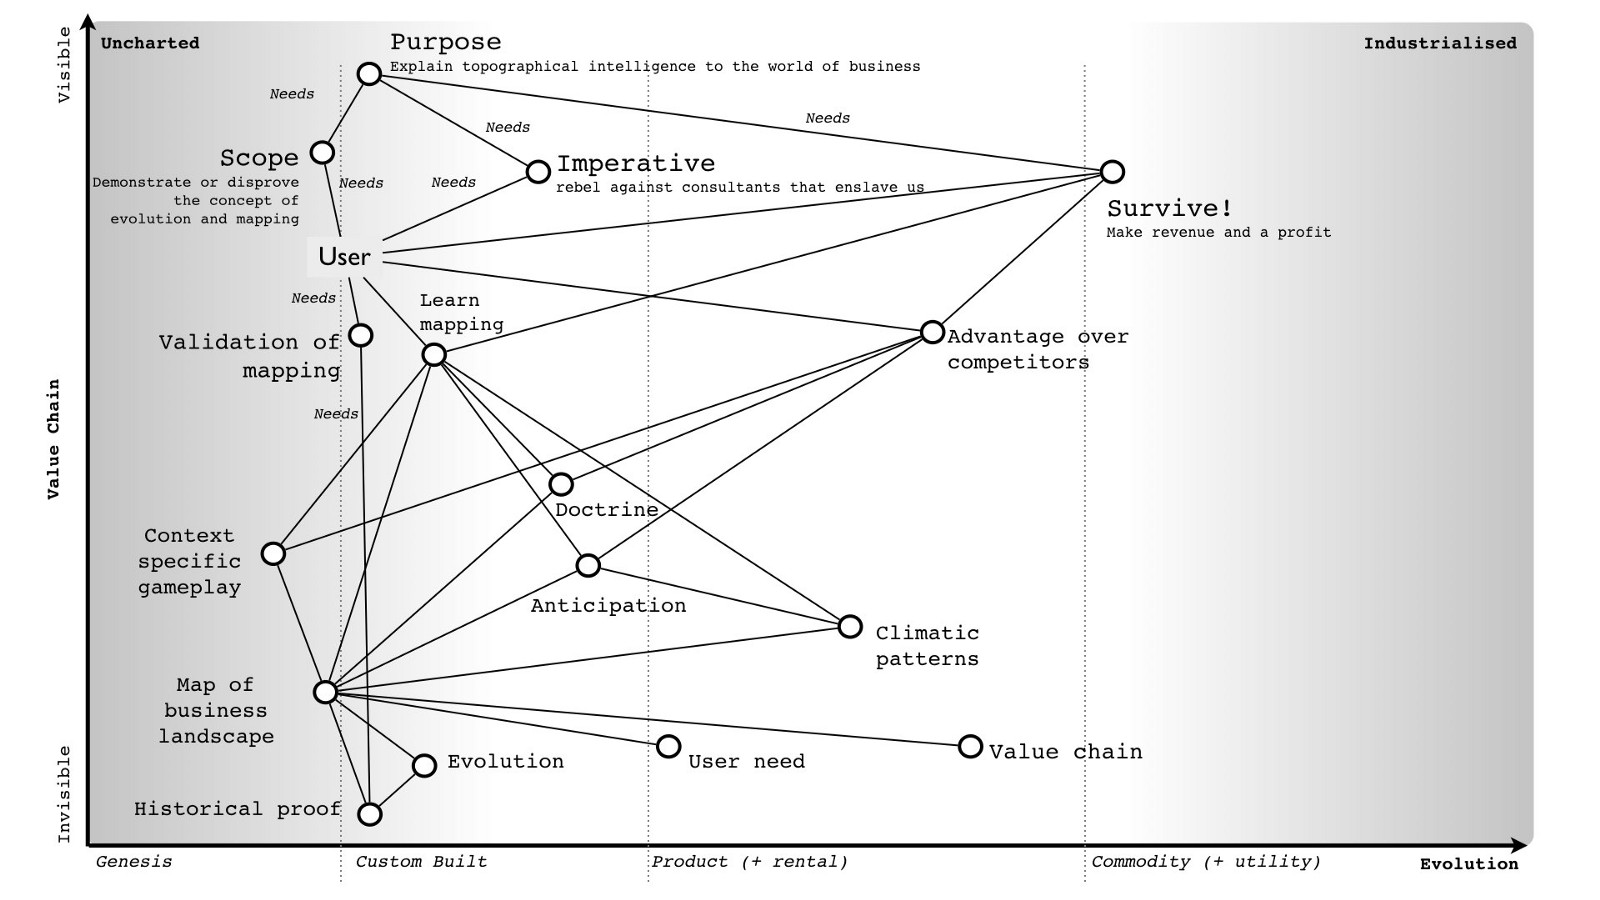 Uncharted
Industrialised
Visible
Purpose
Explain topographical intelligence to the world of business
Needs
Needs
Needs
Scope
Demonstrate or disprove
the concept of
evolution and mapping
Needs
Needs
Imperative
rebel against consultants that enslave us
Survive!
Make revenue and a profit
User
Needs
Learn
mapping
Validation of
mapping
Advantage over
competitors
Needs
Value Chain
Doctrine
Context
specific
gameplay
Anticipation
Climatic
patterns
Map of
business
landscape
Evolution
User need
Value chain
Historical proof
Invisible
Genesis
Custom Built
Product (+ rental)
Commodity (+ utility)
Evolution